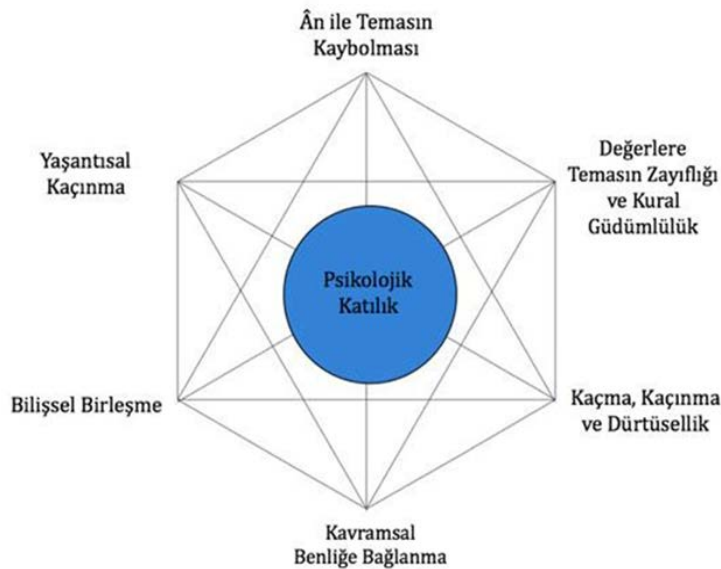 Ân ile Temasın
Kaybolması
Yaşantısal
Kaçınma
Değerlere
Temasın Zayıflığı
ve Kural
Güdümlülük
Psikolojik
Katılık
Bilişsel Birleşme
Kaçma, Kaçınma
ve Dürtüsellik
Kavramsal
Benliğe Bağlanma